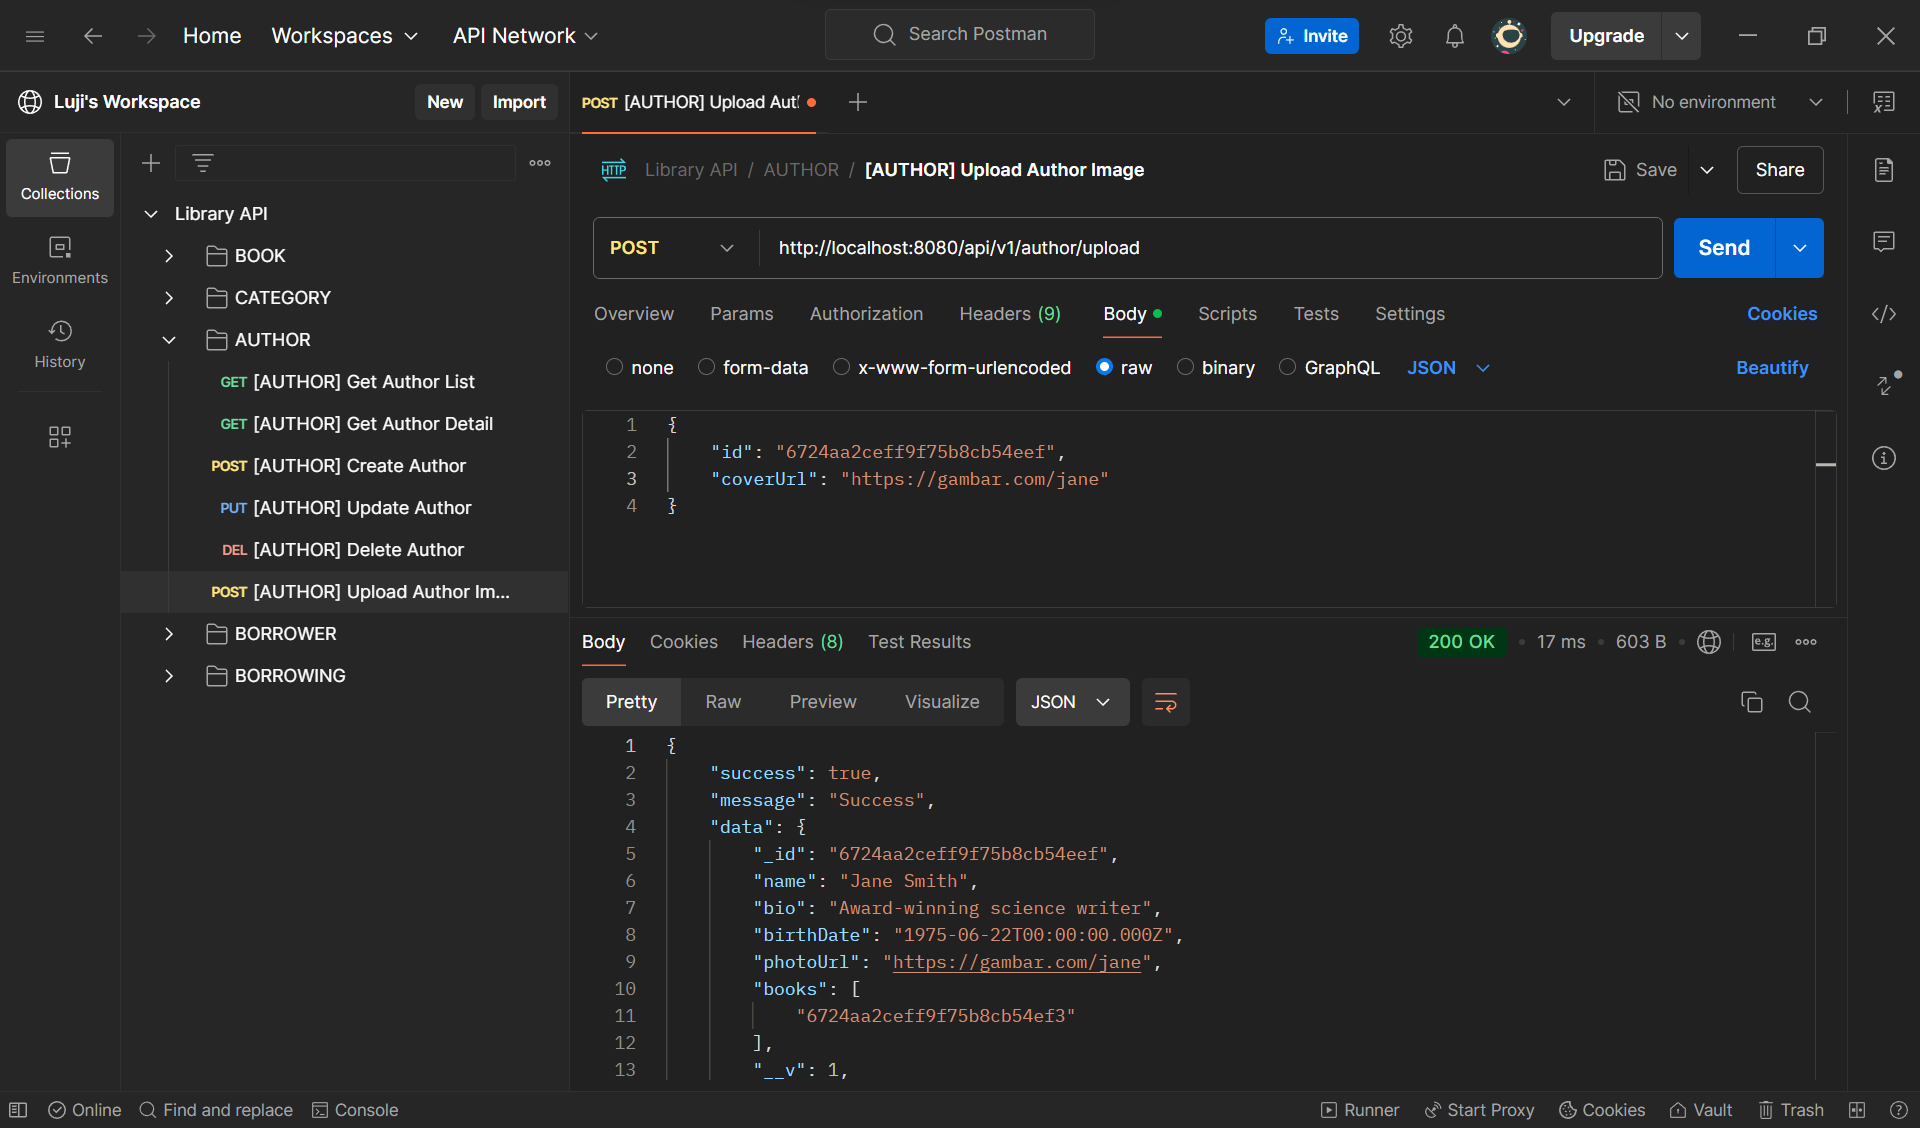 Home Workspaces API Network Search Postman Invite Upgrade
Luji's Workspace New Import POST [AUTHOR] Upload Aut No environment
Collections
Environments
History
Library API
BOOK
CATEGORY
AUTHOR
GET [AUTHOR] Get Author List
GET [AUTHOR] Get Author Detail
POST [AUTHOR] Create Author
PUT [AUTHOR] Update Author
DEL [AUTHOR] Delete Author
POST [AUTHOR] Upload Author Im...
BORROWER
BORROWING
HTTP Library API / AUTHOR / [AUTHOR] Upload Author Image Save Share
POST http://localhost:8080/api/v1/author/upload Send
Overview Params Authorization Headers (9) Body Scripts Tests Settings Cookies
none form-data x-www-form-urlencoded raw binary GraphQL JSON Beautify
1 {
2 "id": "6724aa2ceff9f75b8cb54eef",
3 "coverUrl": "https://gambar.com/jane"
4 }
Body Cookies Headers (8) Test Results 200 OK 17 ms 603 B e.g.
Pretty Raw Preview Visualize JSON
1 {
2 "success": true,
3 "message": "Success",
4 "data": {
5 "_id": "6724aa2ceff9f75b8cb54eef",
6 "name": "Jane Smith",
7 "bio": "Award-winning science writer",
8 "birthDate": "1975-06-22T00:00:00.000Z",
9 "photoUrl": "https://gambar.com/jane",
10 "books": [
11 "6724aa2ceff9f75b8cb54ef3"
12 ],
13 "__v": 1,
Online Find and replace Console Runner Start Proxy Cookies Vault Trash